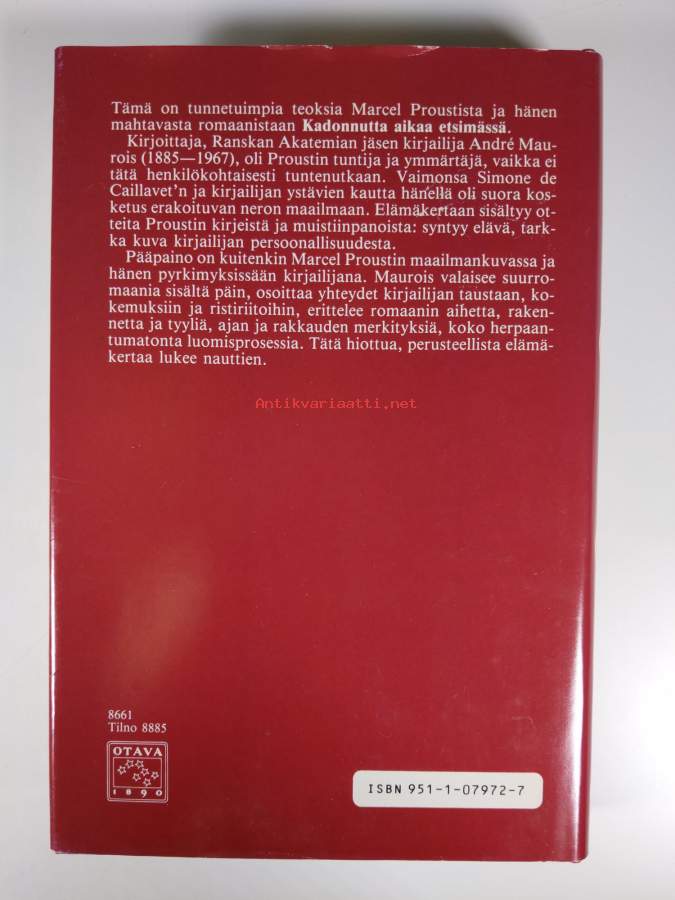 Tämä on tunnetuimpia teoksia Marcel Proustista ja hänen
mahtavasta romaanistaan Kadonnutta aikaa etsimässä.
Kirjoittaja, Ranskan Akatemian jäsen kirjailija André Mau-
rois (1885—1967), oli Proustin tuntija ja ymmärtäjä, vaikka ei
tätä henkilökohtaisesti tuntenutkaan. Vaimonsa Simone de
Caillavet'n ja kirjailijan ystävien kautta hänellä oli suora kos-
ketus erakoituvan neron maailmaan. Elämäkertaan sisältyy ot-
teita Proustin kirjeistä ja muistiinpanoista: syntyy elävä, tark-
ka kuva kirjailijan persoonallisuudesta.
Pääpaino on kuitenkin Marcel Proustin maailmankuvassa ja
hänen pyrkimyksissään kirjailijana. Maurois valaisee suurro-
maania sisältä päin, osoittaa yhteydet kirjailijan taustaan, ko-
kemuksiin ja ristiriitoihin, erittelee romaanin aihetta, raken-
netta ja tyyliä, ajan ja rakkauden merkityksiä, koko herpaan-
tumatonta luomisprosessia. Tätä hiottua, perusteellista elämä-
kertaa lukee nauttien.
Antikvariaatti.net
8661
Tilno 8885
OTAVA
1890
ISBN 951-1-07972-7